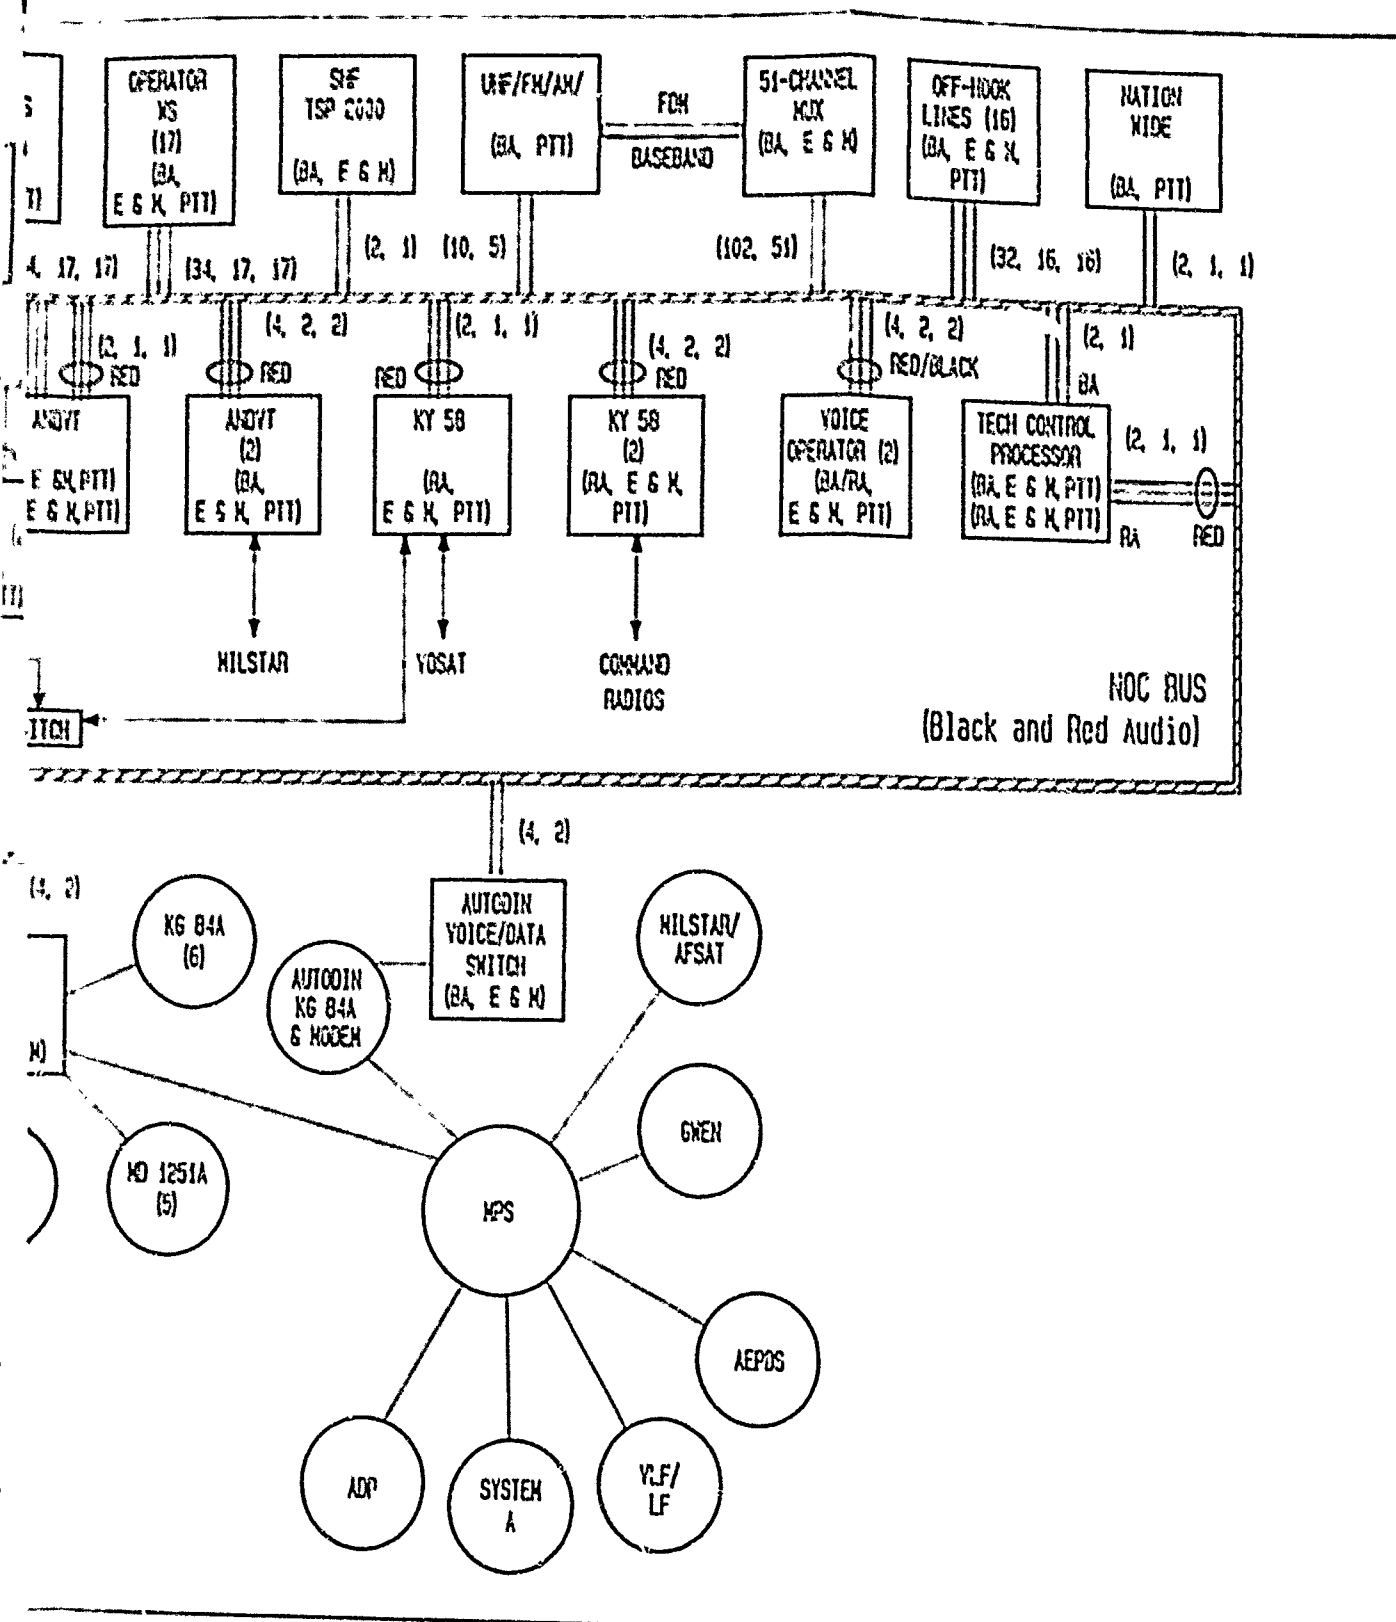 OPERATOR
WS
(17)
(BA,
E & M, PTT)
SHF
TSP 2000
(BA, E & M)
UHF/FM/AM/
(BA, PTT)
FDM
BASEBAND
51-CHANNEL
MUX
(BA, E & M)
OFF-HOOK
LINES (16)
(BA, E & M,
PTT)
NATION
WIDE
(BA, PTT)
4, 17, 17)
(34, 17, 17)
(2, 1)
(10, 5)
(102, 51)
(32, 16, 16)
(2, 1, 1)
(2, 1, 1)
RED
(4, 2, 2)
RED
(2, 1, 1)
RED
(4, 2, 2)
RED
(4, 2, 2)
RED/BLACK
(2, 1)
BA
ANDVT
E & M, PTT)
E & M, PTT)
ANDVT
(2)
(BA,
E & M, PTT)
KY 58
(RA,
E & M, PTT)
KY 58
(2)
(RA, E & M,
PTT)
VOICE
OPERATOR (2)
(BA/RA,
E & M, PTT)
TECH CONTROL
PROCESSOR
(BA, E & M, PTT)
(RA, E & M, PTT)
(2, 1, 1)
RA
RED
MILSTAR
VOSAT
COMMAND
RADIOS
ITCH
NOC BUS
(Black and Red Audio)
(4, 2)
(4, 2)
KG 84A
(6)
AUTODIN
KG 84A
& MODEM
AUTODIN
VOICE/DATA
SWITCH
(BA, E & M)
MILSTAR/
AFSAT
M)
GWEN
MD 1251A
(5)
MPS
AEPDS
ADP
SYSTEM
A
VLF/
LF